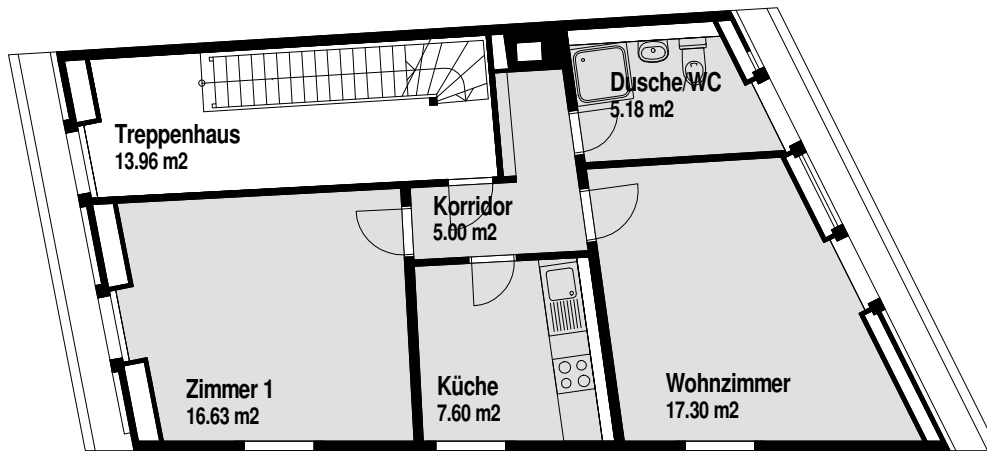 Dusche/WC
5.18 m2
Treppenhaus
13.96 m2
Korridor
5.00 m2
Zimmer 1
16.63 m2
Küche
7.60 m2
Wohnzimmer
17.30 m2